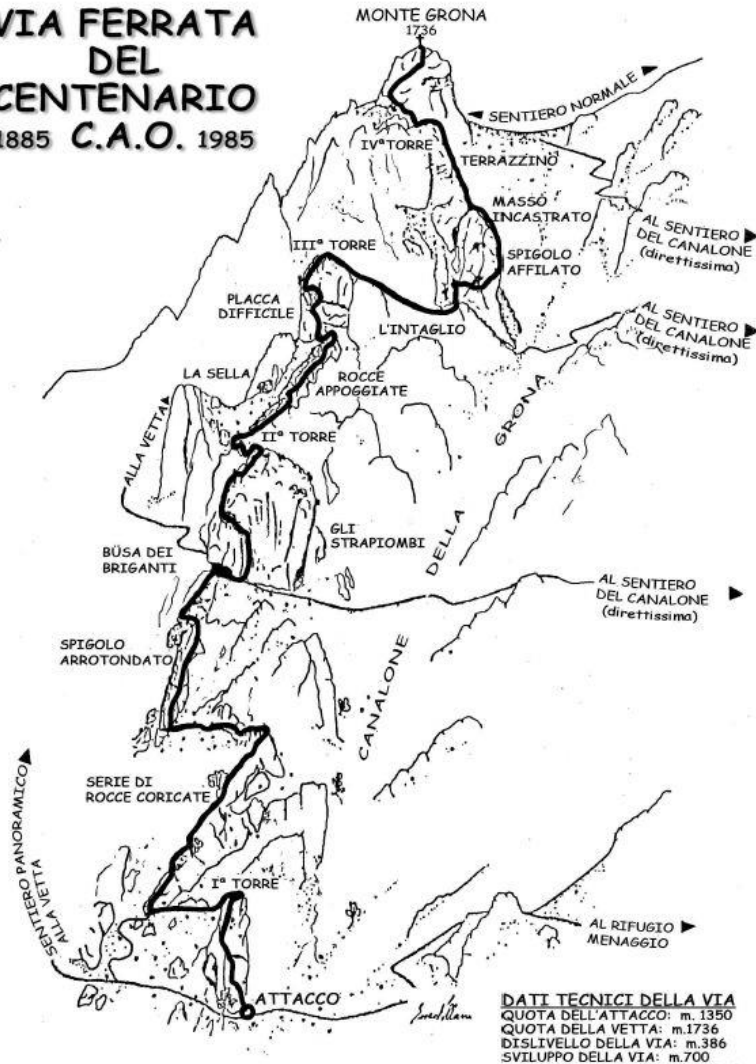 VIA FERRATA
DEL
CENTENARIO
1885 C.A.O. 1985
MONTE GRONA
1736
SENTIERO NORMALE
IVª TORRE
TERRAZZINO
MASSO
INCASTRATO
AL SENTIERO
DEL CANALONE
(direttissima)
IIIª TORRE
SPIGOLO
AFFILATO
PLACCA
DIFFICILE
L'INTAGLIO
AL SENTIERO
DEL CANALONE
(direttissima)
LA SELLA
ROCCE
APPOGGIATE
ALLA VETTA
IIª TORRE
GLI
STRAPIOMBI
BÜSA DEI
BRIGANTI
CANALONE DELLA GRONA
AL SENTIERO
DEL CANALONE
(direttissima)
SPIGOLO
ARROTONDATO
SERIE DI
ROCCE CORICATE
SENTIERO PANORAMICO
ALLA VETTA
Iª TORRE
AL RIFUGIO
MENAGGIO
ATTACCO
DATI TECNICI DELLA VIA
QUOTA DELL'ATTACCO: m. 1350
QUOTA DELLA VETTA: m.1736
DISLIVELLO DELLA VIA: m.386
SVILUPPO DELLA VIA: m.700